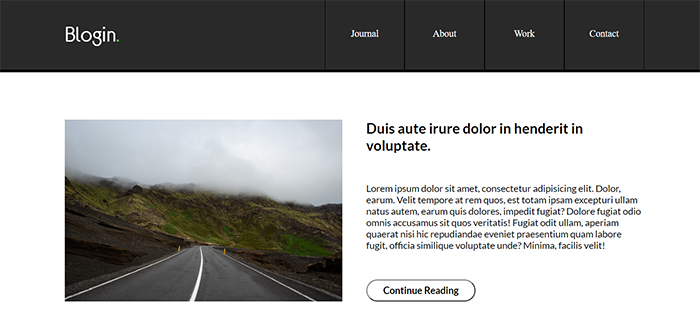 Blogin.
Journal About Work Contact
Duis aute irure dolor in henderit in
voluptate.
Lorem ipsum dolor sit amet, consectetur adipisicing elit. Dolor,
earum. Velit tempore at rem quos, est totam ipsam excepturi ullam
natus autem, earum quis dolores, impedit fugiat? Dolore fugiat odio
omnis accusamus sit quos veritatis! Fugiat odit ullam, aperiam
quaerat nisi hic repudiandae eveniet praesentium quam labore
fugit, officia similique voluptate unde? Minima, facilis velit!
Continue Reading